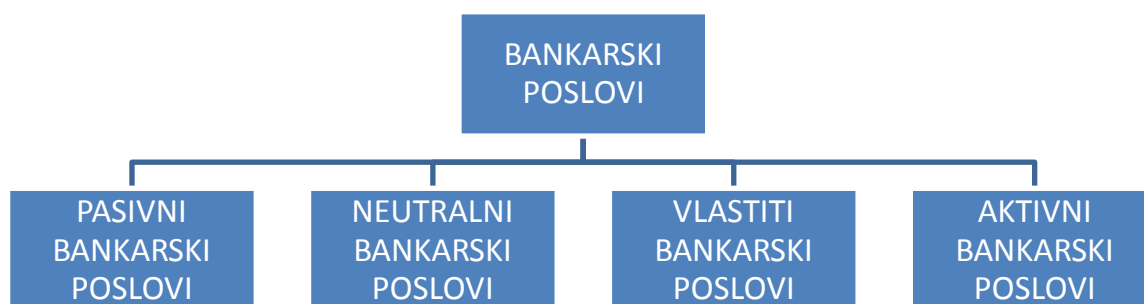 BANKARSKI
POSLOVI
PASIVNI
BANKARSKI
POSLOVI
NEUTRALNI
BANKARSKI
POSLOVI
VLASTITI
BANKARSKI
POSLOVI
AKTIVNI
BANKARSKI
POSLOVI